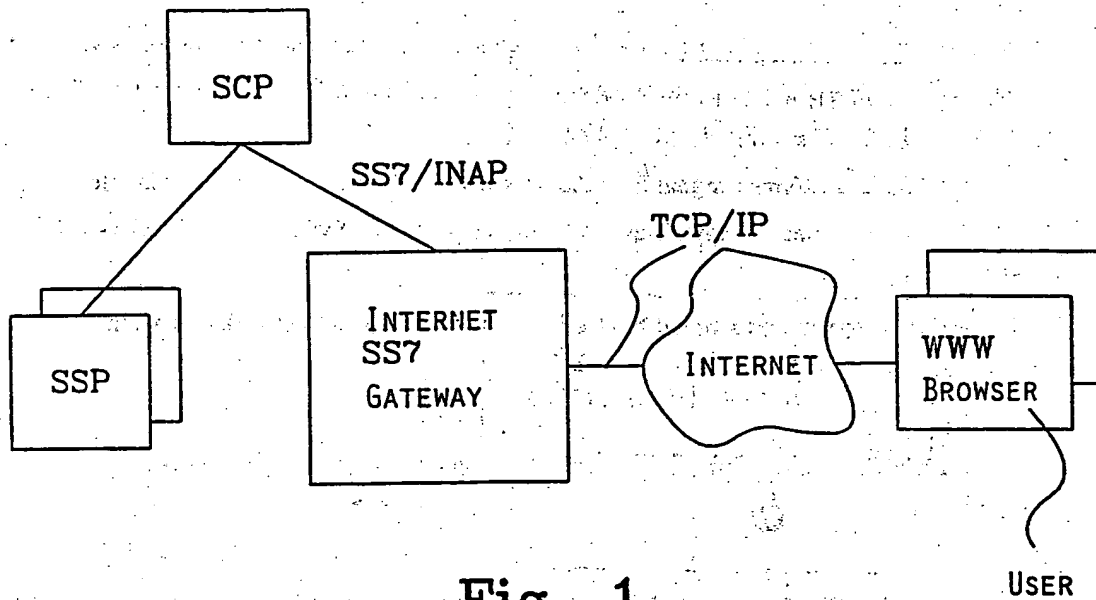 SCP
SS7/INAP
TCP/IP
SSP
INTERNET
SS7
GATEWAY
INTERNET
WWW
BROWSER
USER
Fig. 1